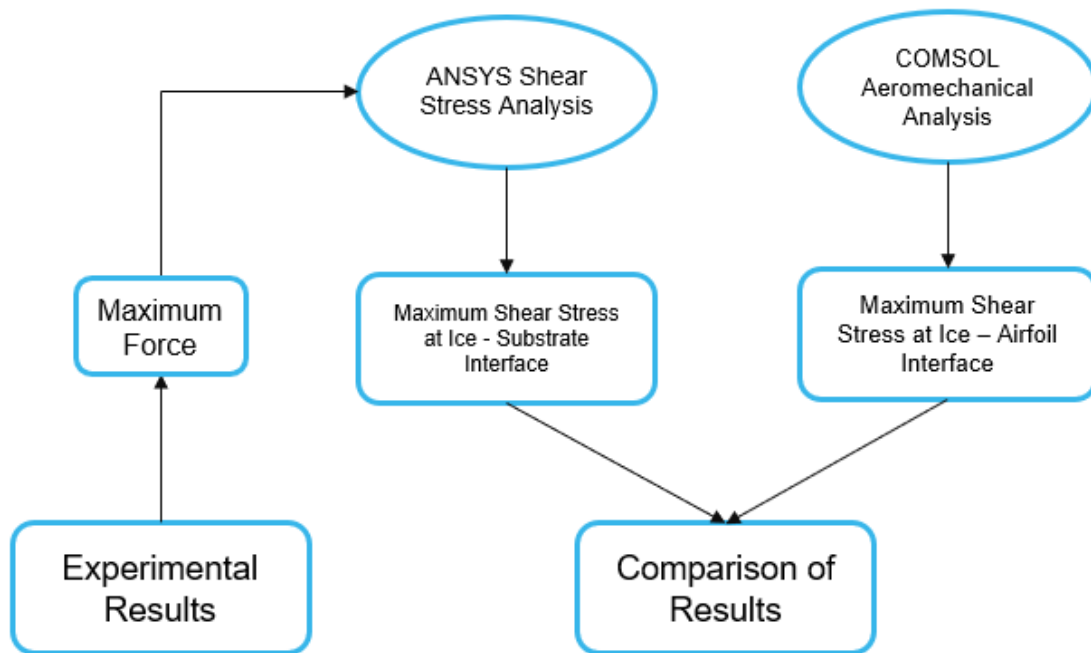 ANSYS Shear
Stress Analysis
COMSOL
Aeromechanical
Analysis
Maximum
Force
Maximum Shear Stress
at Ice - Substrate
Interface
Maximum Shear
Stress at Ice – Airfoil
Interface
Experimental
Results
Comparison of
Results